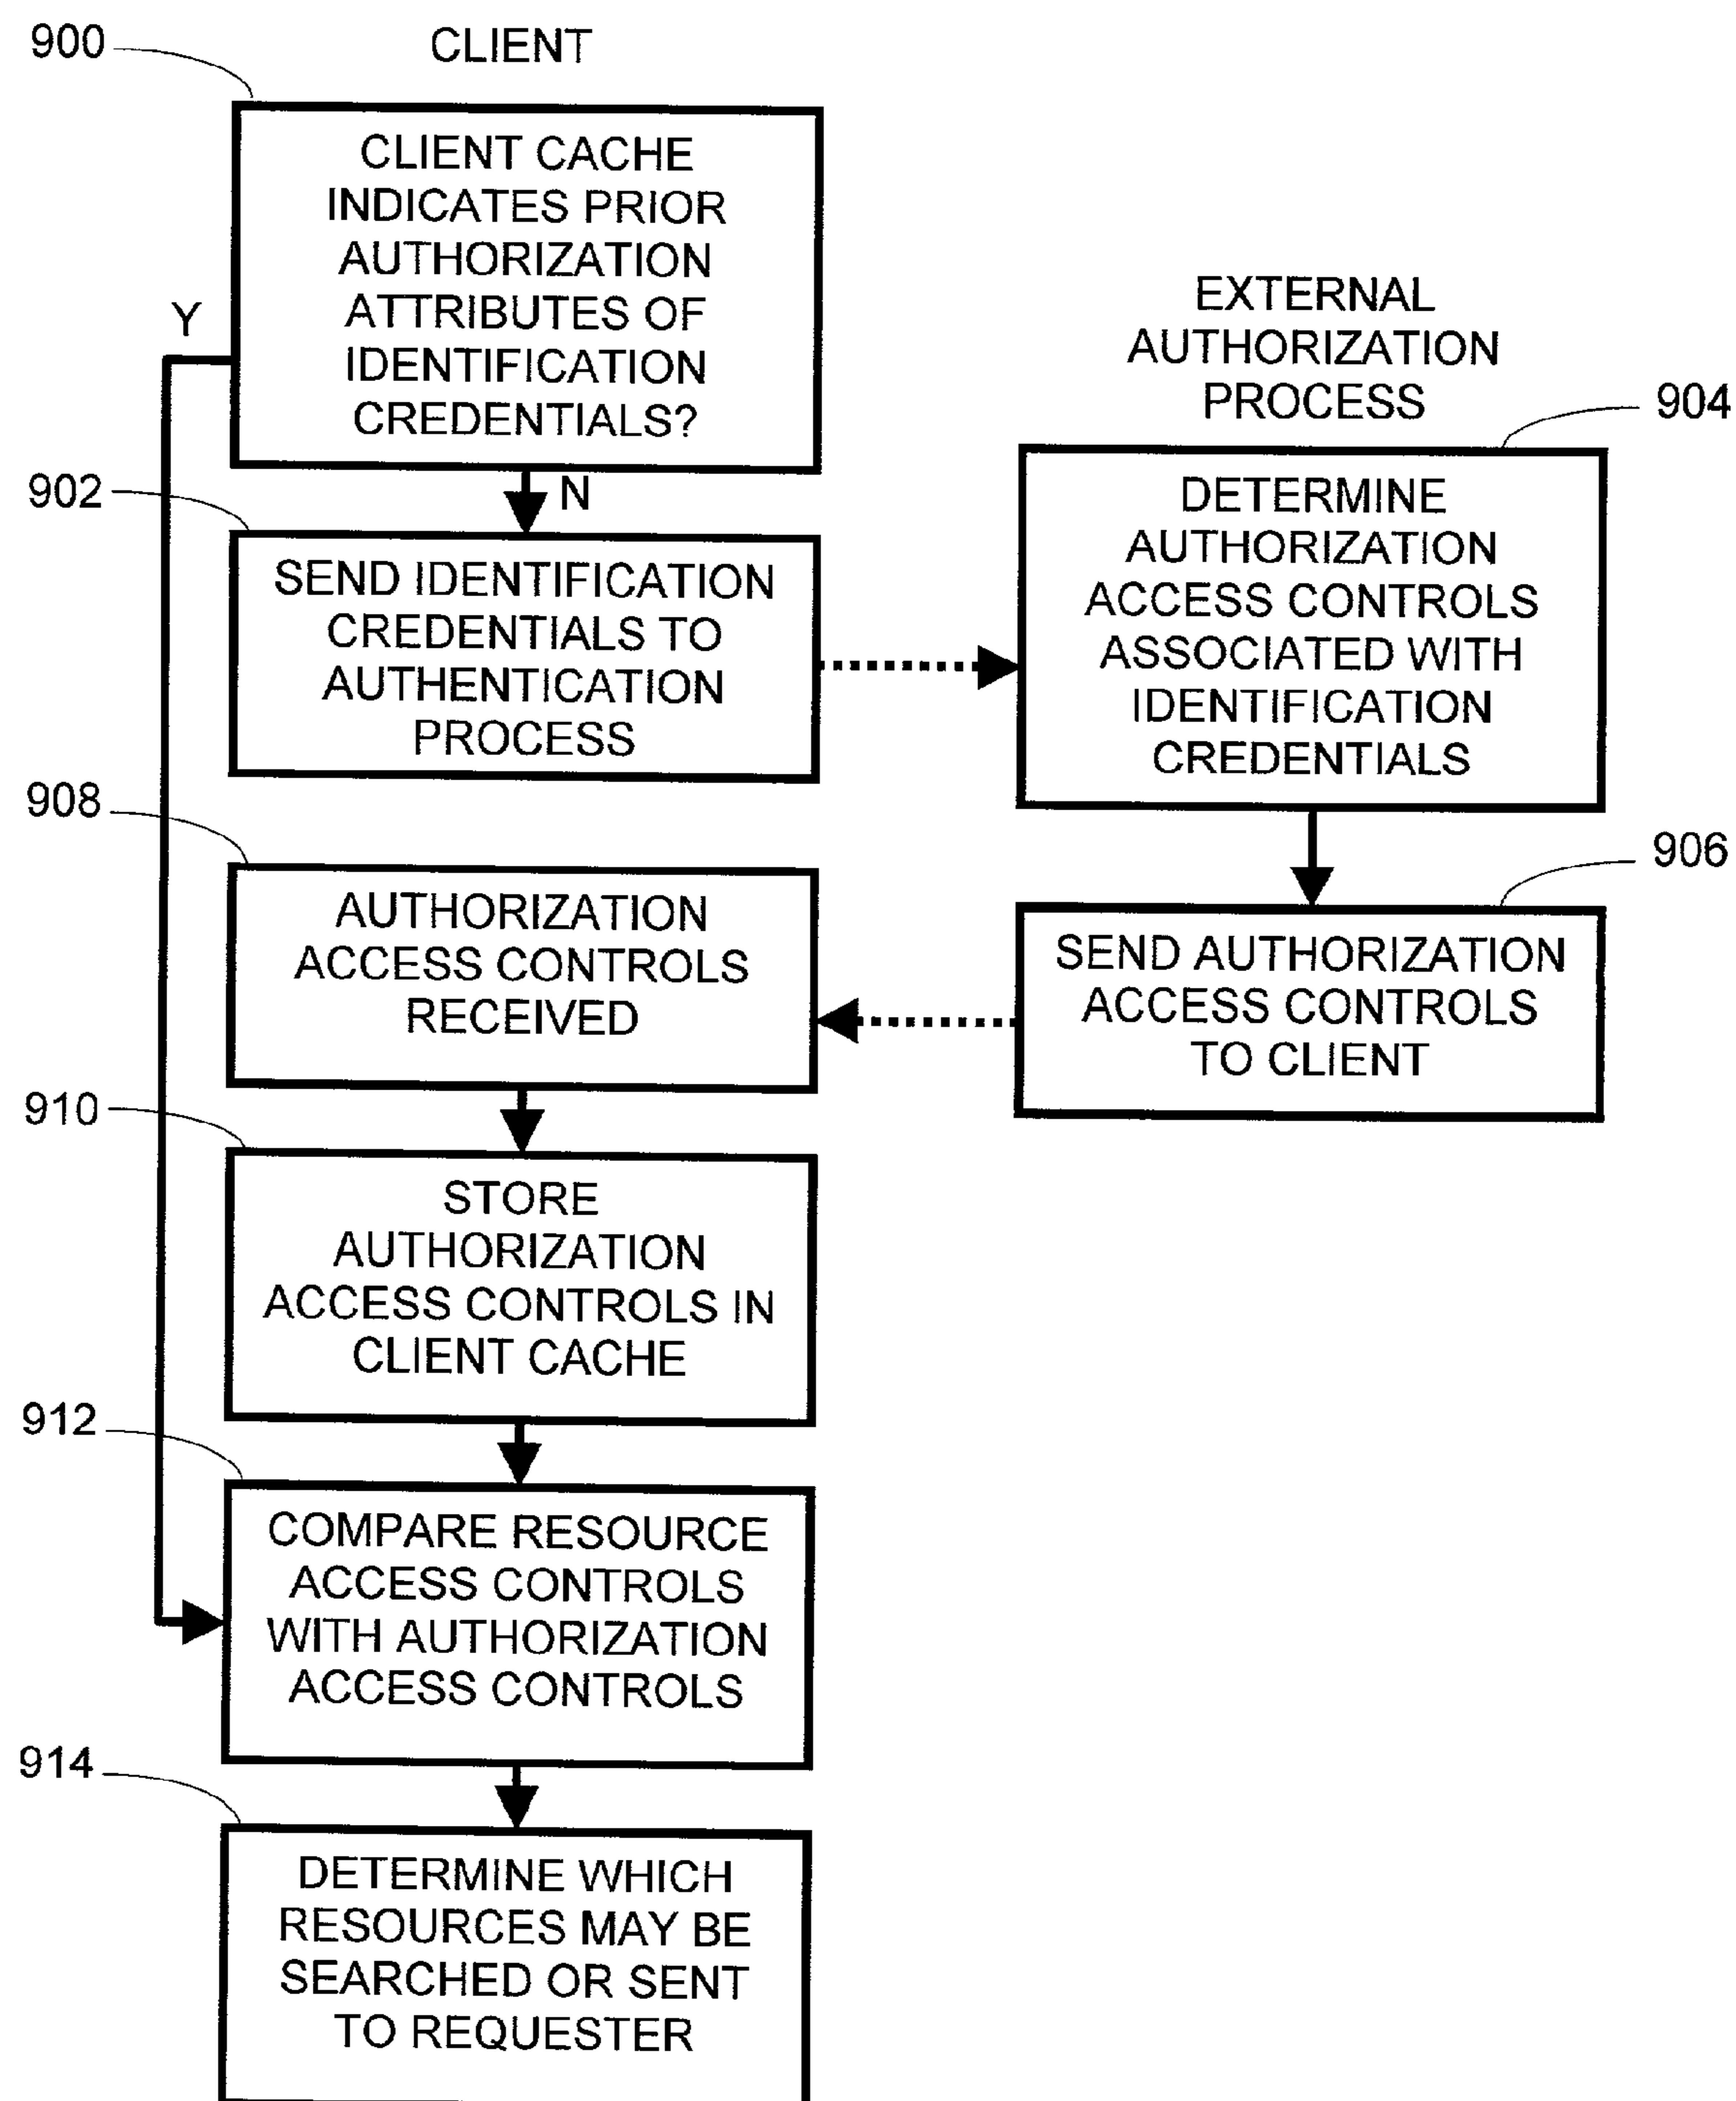 900
CLIENT
CLIENT CACHE
INDICATES PRIOR
AUTHORIZATION
ATTRIBUTES OF
IDENTIFICATION
CREDENTIALS?
Y
N
902
SEND IDENTIFICATION
CREDENTIALS TO
AUTHENTICATION
PROCESS
EXTERNAL
AUTHORIZATION
PROCESS
904
DETERMINE
AUTHORIZATION
ACCESS CONTROLS
ASSOCIATED WITH
IDENTIFICATION
CREDENTIALS
906
SEND AUTHORIZATION
ACCESS CONTROLS
TO CLIENT
908
AUTHORIZATION
ACCESS CONTROLS
RECEIVED
910
STORE
AUTHORIZATION
ACCESS CONTROLS IN
CLIENT CACHE
912
COMPARE RESOURCE
ACCESS CONTROLS
WITH AUTHORIZATION
ACCESS CONTROLS
914
DETERMINE WHICH
RESOURCES MAY BE
SEARCHED OR SENT
TO REQUESTER